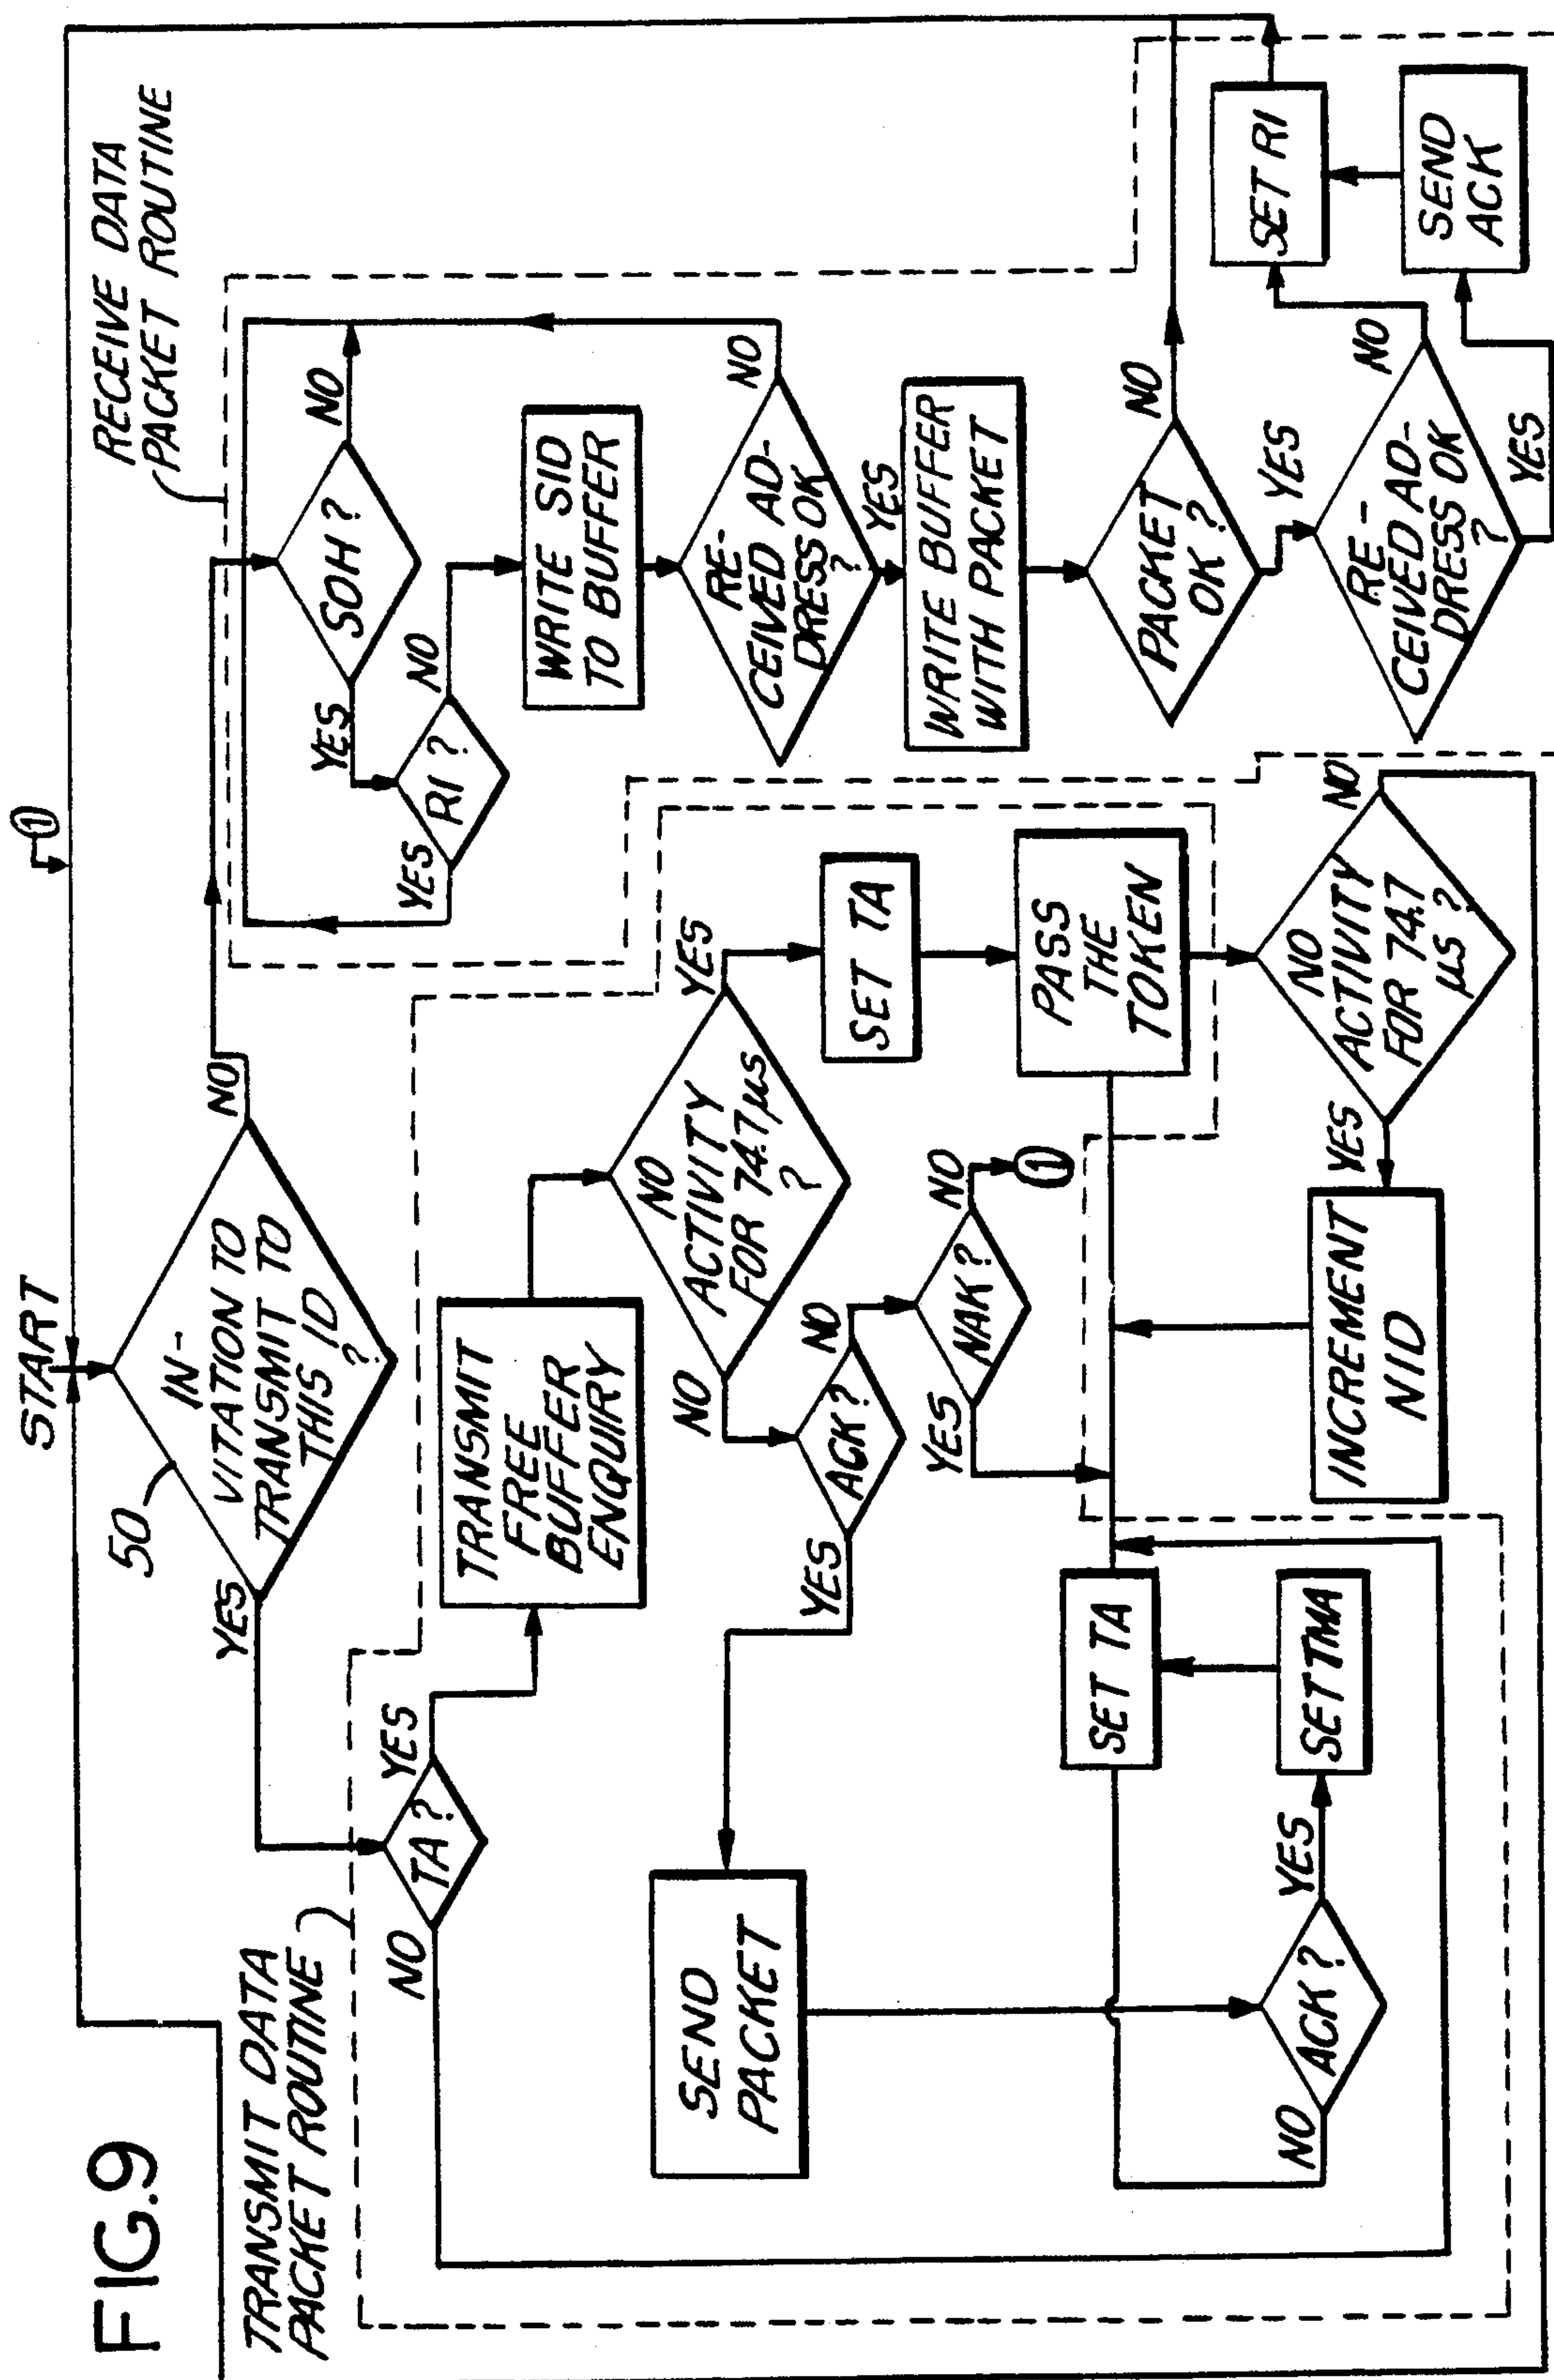 FIG.9
START
①
50
IN-
VITATION TO
TRANSMIT TO
THIS ID
?
YES
NO
TRANSMIT DATA
PACKET ROUTINE
TA?
NO
YES
TRANSMIT
FREE
BUFFER
ENQUIRY
NO
ACTIVITY
FOR 74.7μs
?
NO
YES
SET TA
PASS
THE
TOKEN
ACK?
YES
NO
NAK?
YES
NO
①
SEND
PACKET
ACK?
NO
YES
SET TMA
SET TA
NO
ACTIVITY
FOR 74.7
μs ?
YES
NO
INCREMENT
NID
RECEIVE DATA
PACKET ROUTINE
SOH?
YES
NO
RI?
YES
NO
WRITE SID
TO BUFFER
RE-
CEIVED AD-
DRESS OK
?
NO
YES
WRITE BUFFER
WITH PACKET
PACKET
OK?
NO
YES
RE-
CEIVED AD-
DRESS OK
?
NO
YES
SET RI
SEND
ACK